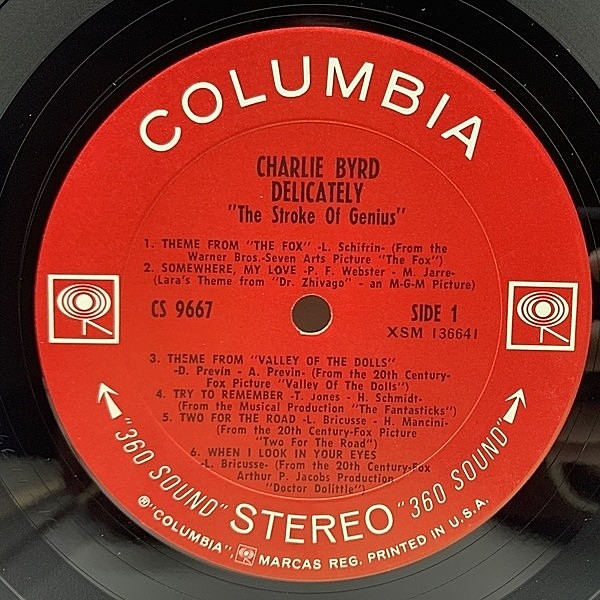 COLUMBIA
CHARLIE BYRD
DELICATELY
"The Stroke Of Genius"
1. THEME FROM "THE FOX" -L. Schifrin- (From the
Warner Bros.-Seven Arts Picture "The Fox")
2. SOMEWHERE, MY LOVE -P. F. Webster - M. Jarre-
(Lara's Theme from "Dr. Zhivago" - an M-G-M Picture)
CS 9667
SIDE 1
XSM 136641
3. THEME FROM "VALLEY OF THE DOLLS"
-D. Previn - A. Previn- (From the 20th Century-
Fox Picture "Valley Of The Dolls")
4. TRY TO REMEMBER -T. Jones - H. Schmidt-
(From the Musical Production "The Fantasticks")
5. TWO FOR THE ROAD -L. Bricusse - H. Mancini-
(From the 20th Century-Fox Picture
"Two For The Road")
6. WHEN I LOOK IN YOUR EYES
-L. Bricusse- (From the 20th Century-Fox
Arthur P. Jacobs Production
"Doctor Dolittle")
"360 SOUND" STEREO "360 SOUND"
®"COLUMBIA", MARCAS REG. PRINTED IN U.S.A.